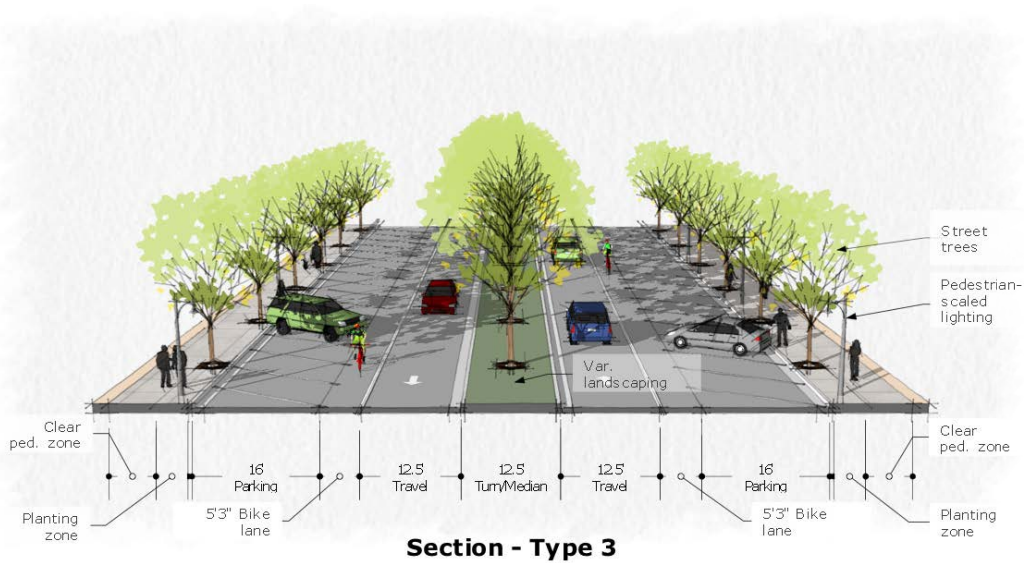 Street
trees
Pedestrian-
scaled
lighting
Var.
landscaping
Clear
ped. zone
Clear
ped. zone
16'
Parking
12.5'
Travel
12.5'
Turn/Median
12.5'
Travel
16'
Parking
Planting
zone
5'3" Bike
lane
5'3" Bike
lane
Planting
zone
Section - Type 3